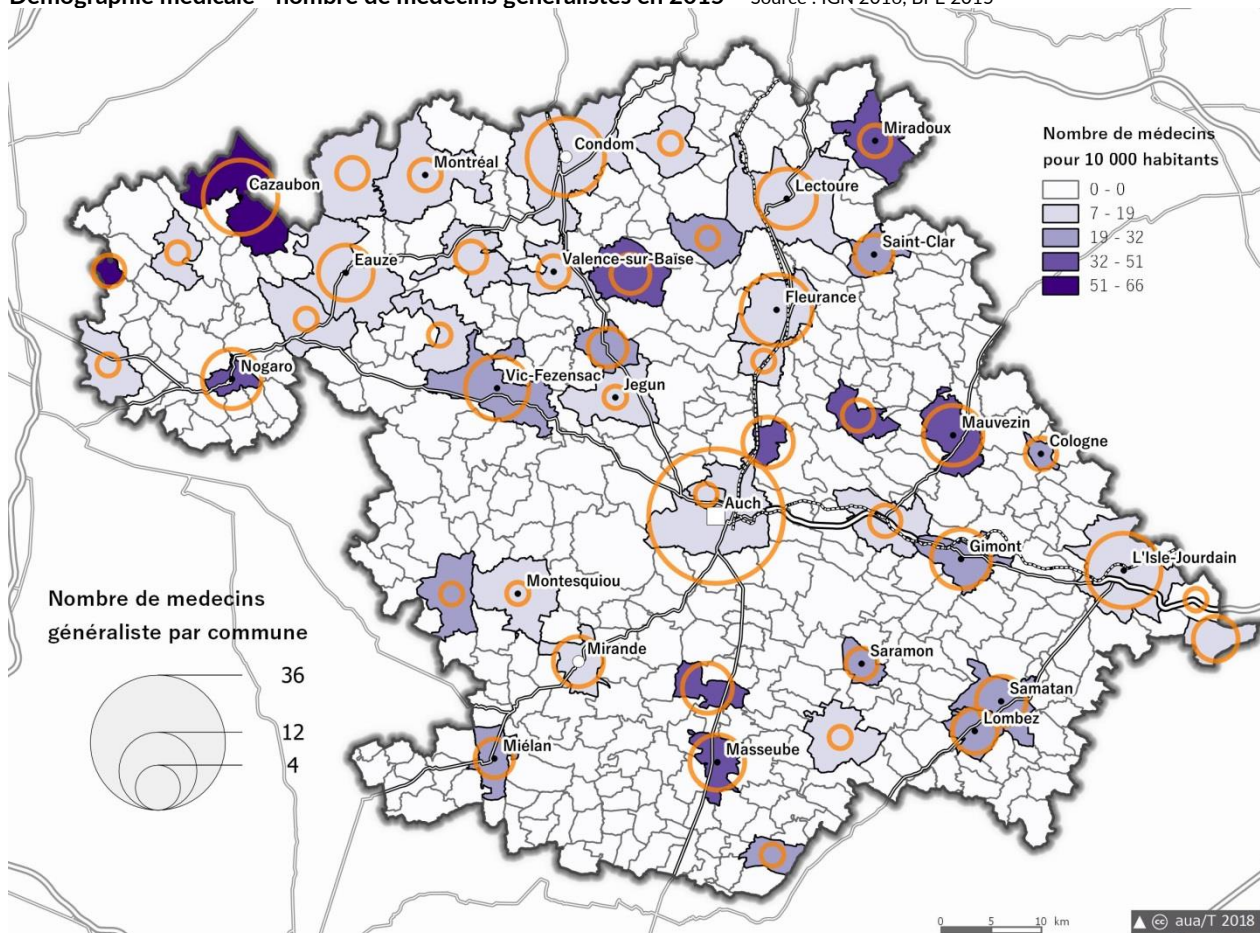 Démographie médicale - nombre de médecins généralistes en 2015 Source : IGN 2016, BPE 2015
Miradoux
Condom
Montréal
Cazaubon
Lectoure
Nombre de médecins
pour 10 000 habitants
0 - 0
7 - 19
19 - 32
32 - 51
51 - 66
Saint-Clar
Eauze
Valence-sur-Baïse
Fleurance
Nogaro
Vic-Fezensac
Jegun
Mauvezin
Cologne
Auch
Gimont
L'Isle-Jourdain
Montesquiou
Nombre de medecins
généraliste par commune
36
12
4
Mirande
Saramon
Samatan
Lombez
Miélan
Masseube
0 5 10 km
cc aua/T 2018